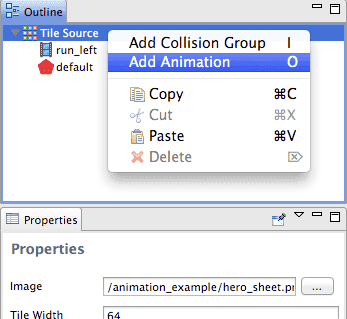 Outline
Tile Source
run_left
default
Add Collision Group I
Add Animation O
Copy ⌘C
Cut ⌘X
Paste ⌘V
Delete ⌦
Properties
Properties
Image /animation_example/hero_sheet.pr ...
Tile Width 64